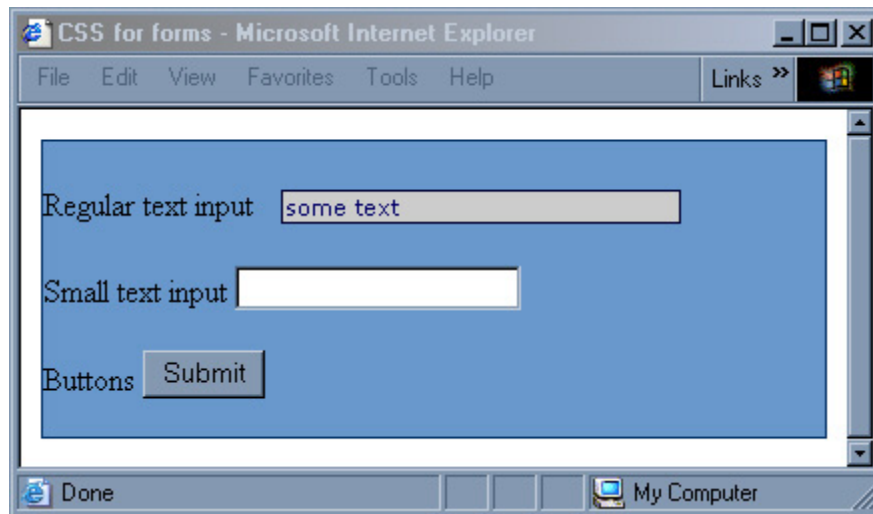 CSS for forms - Microsoft Internet Explorer
File Edit View Favorites Tools Help Links »
Regular text input some text
Small text input
Buttons Submit
Done My Computer